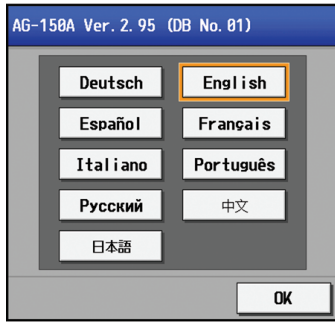 AG-150A Ver.2.95 (DB No.01)
Deutsch English
Español Français
Italiano Português
Русский 中文
日本語
OK